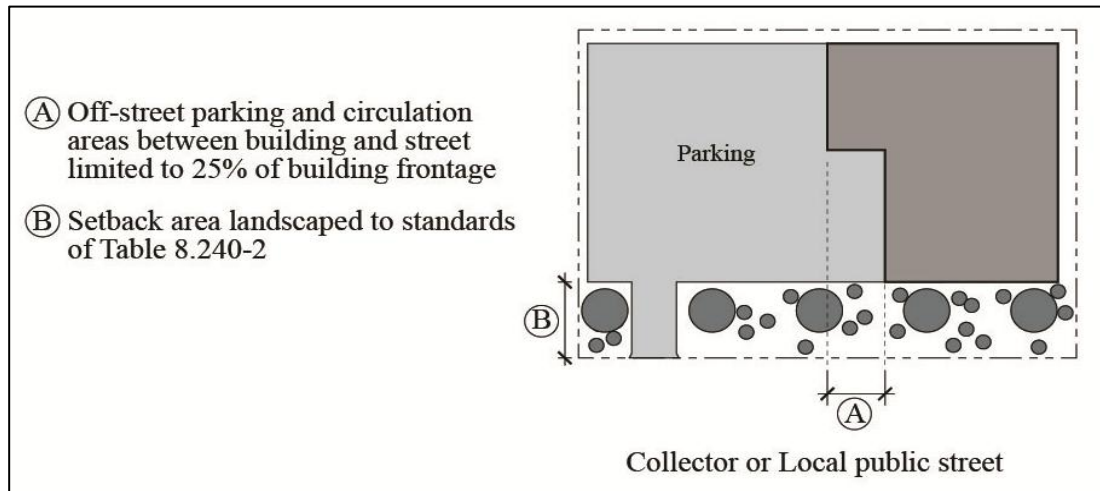 A Off-street parking and circulation
areas between building and street
limited to 25% of building frontage
B Setback area landscaped to standards
of Table 8.240-2
Parking
B
A
Collector or Local public street